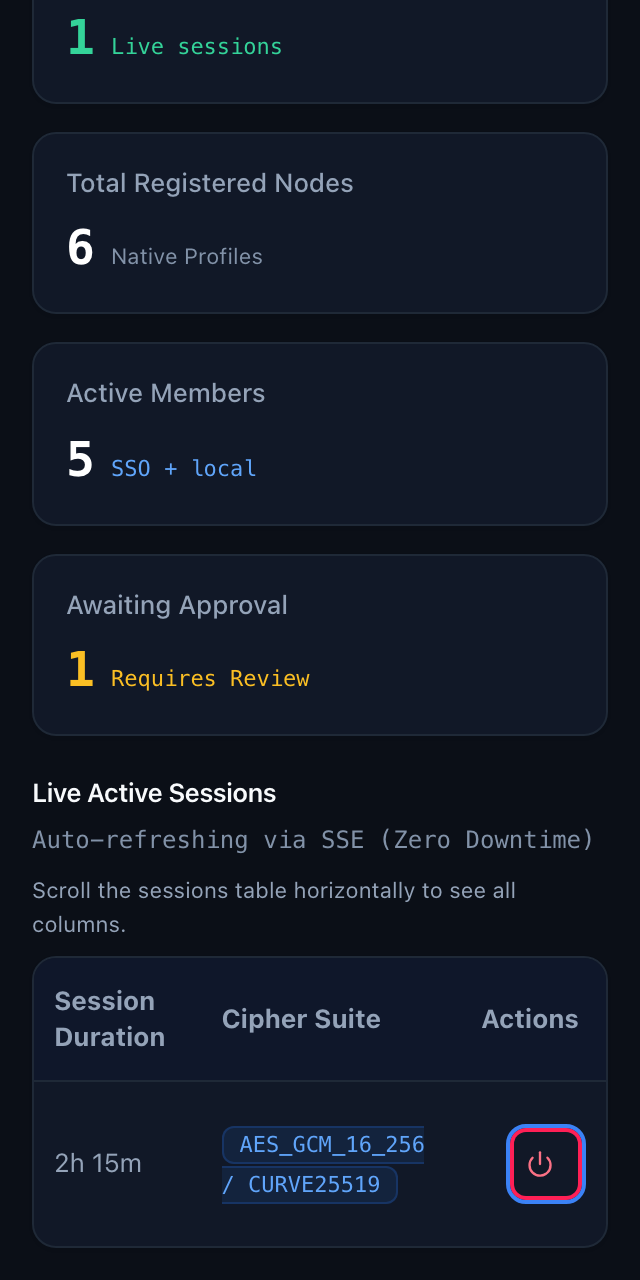 1 Live sessions
Total Registered Nodes
6 Native Profiles
Active Members
5 SSO + local
Awaiting Approval
1 Requires Review
Live Active Sessions
Auto-refreshing via SSE (Zero Downtime)
Scroll the sessions table horizontally to see all
columns.
Session
Duration
Cipher Suite
Actions
2h 15m
AES_GCM_16_256
/ CURVE25519